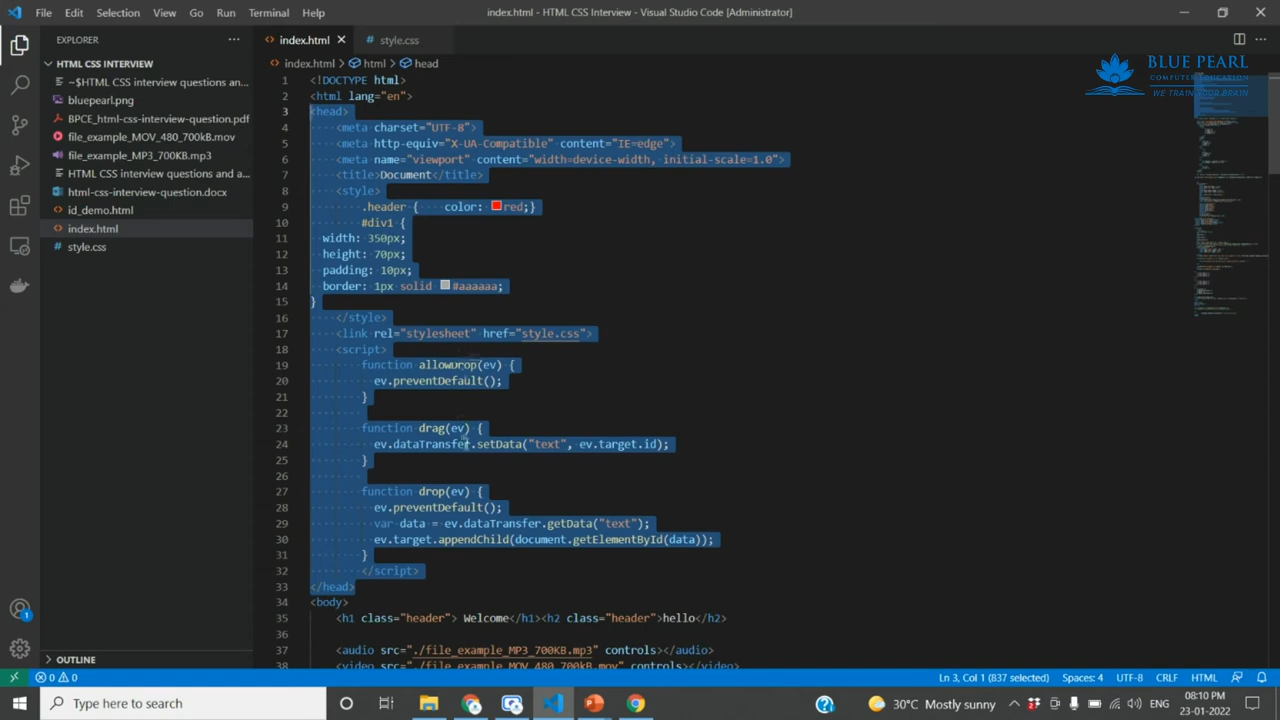 File Edit Selection View Go Run Terminal Help
index.html - HTML CSS Interview - Visual Studio Code [Administrator]
EXPLORER
HTML CSS INTERVIEW
~$HTML CSS interview questions an...
bluepearl.png
BPCE_html-css-interview-question.pdf
file_example_MOV_480_700kB.mov
file_example_MP3_700KB.mp3
HTML CSS interview questions and a...
html-css-interview-question.docx
id_demo.html
index.html
style.css
OUTLINE
index.html style.css
index.html > html > head
BLUE PEARL
COMPUTER EDUCATION
WE TRAIN YOUR BRAIN
1 <!DOCTYPE html>
2 <html lang="en">
3 <head>
4 <meta charset="UTF-8">
5 <meta http-equiv="X-UA-Compatible" content="IE=edge">
6 <meta name="viewport" content="width=device-width, initial-scale=1.0">
7 <title>Document</title>
8 <style>
9 .header { color: red;}
10 #div1 {
11 width: 350px;
12 height: 70px;
13 padding: 10px;
14 border: 1px solid #aaaaaa;
15 }
16 </style>
17 <link rel="stylesheet" href="style.css">
18 <script>
19 function allowDrop(ev) {
20 ev.preventDefault();
21 }
22
23 function drag(ev) {
24 ev.dataTransfer.setData("text", ev.target.id);
25 }
26
27 function drop(ev) {
28 ev.preventDefault();
29 var data = ev.dataTransfer.getData("text");
30 ev.target.appendChild(document.getElementById(data));
31 }
32 </script>
33 </head>
34 <body>
35 <h1 class="header"> Welcome</h1><h2 class="header">hello</h2>
36
37 <audio src="./file_example_MP3_700KB.mp3" controls></audio>
38 <video src="./file_example_MOV_480_700kB.mov" controls></video>
0 0 Ln 3, Col 1 (837 selected) Spaces: 4 UTF-8 CRLF HTML
1
Type here to search
30°C Mostly sunny
ENG
08:10 PM
23-01-2022